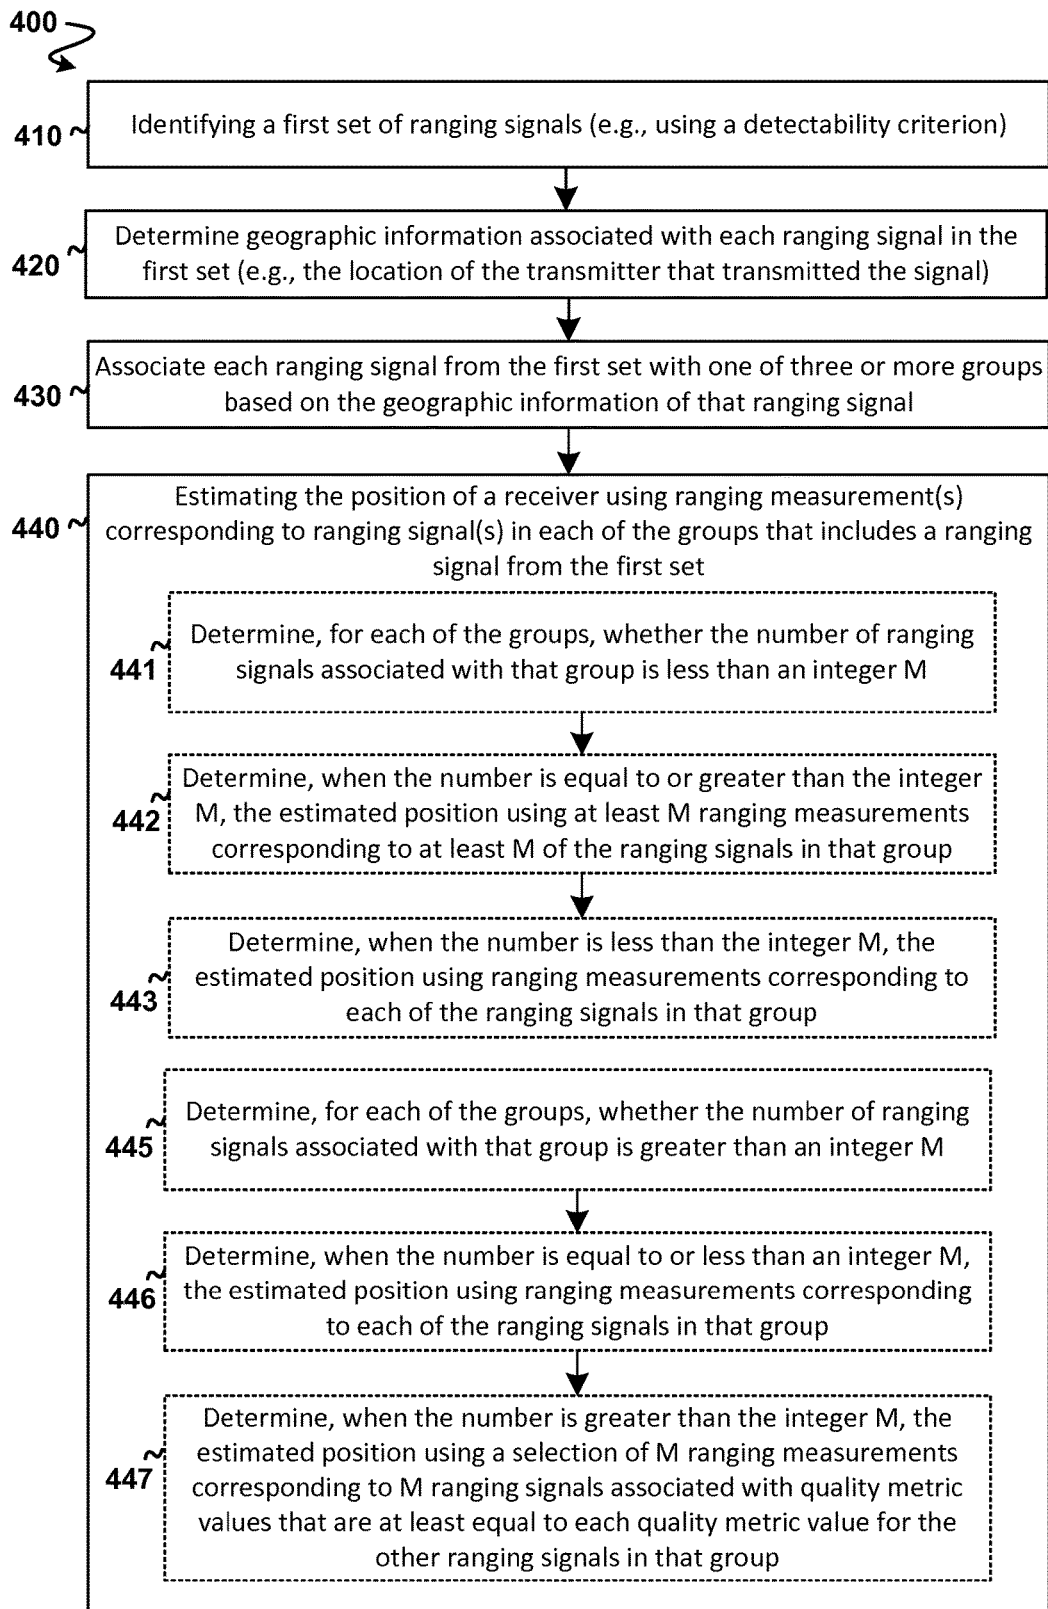 400
410
Identifying a first set of ranging signals (e.g., using a detectability criterion)
420
Determine geographic information associated with each ranging signal in the
first set (e.g., the location of the transmitter that transmitted the signal)
430
Associate each ranging signal from the first set with one of three or more groups
based on the geographic information of that ranging signal
440
Estimating the position of a receiver using ranging measurement(s)
corresponding to ranging signal(s) in each of the groups that includes a ranging
signal from the first set
441
Determine, for each of the groups, whether the number of ranging
signals associated with that group is less than an integer M
442
Determine, when the number is equal to or greater than the integer
M, the estimated position using at least M ranging measurements
corresponding to at least M of the ranging signals in that group
443
Determine, when the number is less than the integer M, the
estimated position using ranging measurements corresponding to
each of the ranging signals in that group
445
Determine, for each of the groups, whether the number of ranging
signals associated with that group is greater than an integer M
446
Determine, when the number is equal to or less than an integer M,
the estimated position using ranging measurements corresponding
to each of the ranging signals in that group
447
Determine, when the number is greater than the integer M, the
estimated position using a selection of M ranging measurements
corresponding to M ranging signals associated with quality metric
values that are at least equal to each quality metric value for the
other ranging signals in that group